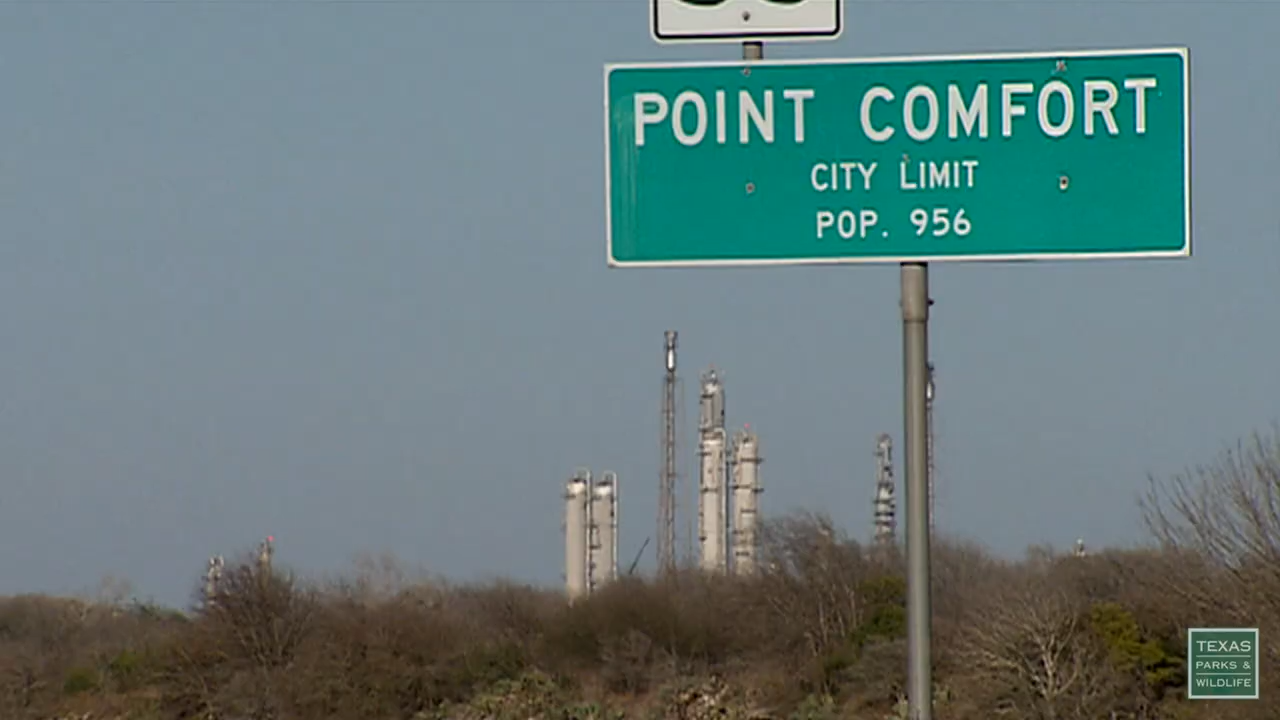 POINT COMFORT
CITY LIMIT
POP. 956
TEXAS
PARKS &
WILDLIFE